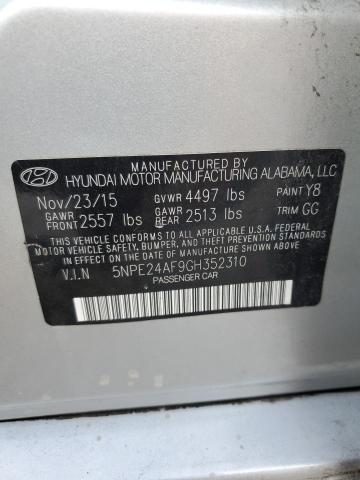 MANUFACTURED BY
HYUNDAI MOTOR MANUFACTURING ALABAMA, LLC
Nov/23/15 GVWR 4497 lbs PAINT Y8
GAWR FRONT 2557 lbs GAWR REAR 2513 lbs TRIM GG
THIS VEHICLE CONFORMS TO ALL APPLICABLE U.S.A. FEDERAL
MOTOR VEHICLE SAFETY, BUMPER, AND THEFT PREVENTION
STANDARDS IN EFFECT ON THE DATE OF MANUFACTURE SHOWN ABOVE.
V.I.N 5NPE24AF9GH352310
PASSENGER CAR